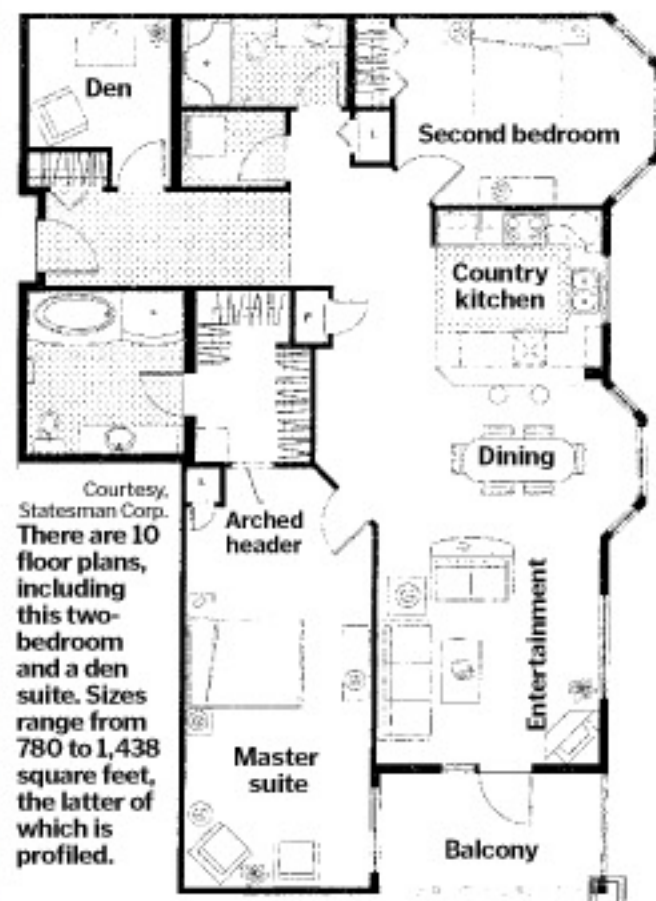 Den
Second bedroom
Country
kitchen
Dining
Arched
header
Entertainment
Master
suite
Balcony
Courtesy,
Statesman Corp.
There are 10
floor plans,
including
this two-
bedroom
and a den
suite. Sizes
range from
780 to 1,438
square feet,
the latter of
which is
profiled.